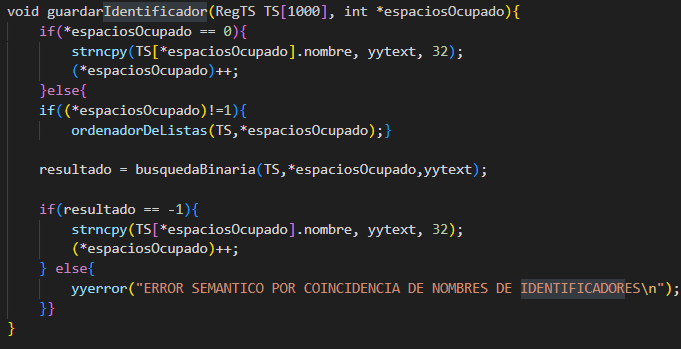 void guardarIdentificador(RegTS TS[1000], int *espaciosOcupado){
    if(*espaciosOcupado == 0){
        strncpy(TS[*espaciosOcupado].nombre, yytext, 32);
        (*espaciosOcupado)++;
    }else{
    if((*espaciosOcupado)!=1){
        ordenadorDeListas(TS,*espaciosOcupado);}

    resultado = busquedaBinaria(TS,*espaciosOcupado,yytext);

    if(resultado == -1){
        strncpy(TS[*espaciosOcupado].nombre, yytext, 32);
        (*espaciosOcupado)++;
    } else{
        yyerror("ERROR SEMANTICO POR COINCIDENCIA DE NOMBRES DE IDENTIFICADORES\n");
    }}
}